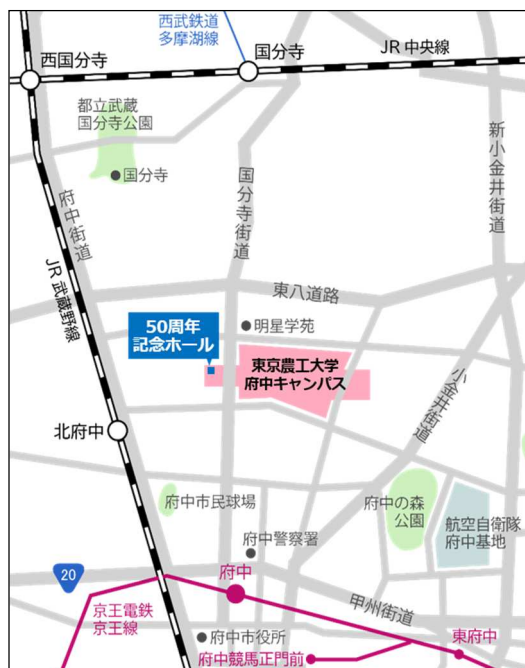 西武鉄道
多摩湖線
西国分寺
国分寺
JR 中央線
都立武蔵
国分寺公園
国分寺
府中街道
国分寺街道
新小金井街道
JR 武蔵野線
東八道路
50周年
記念ホール
明星学苑
東京農工大学
府中キャンパス
小金井街道
北府中
府中市民球場
府中の森
公園
航空自衛隊
府中基地
府中警察署
20
府中
京王電鉄
京王線
甲州街道
府中市役所
東府中
府中競馬正門前